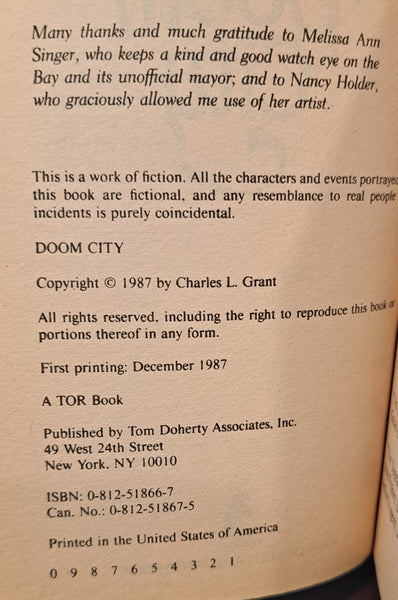 Many thanks and much gratitude to Melissa Ann
Singer, who keeps a kind and good watch eye on the
Bay and its unofficial mayor; and to Nancy Holder,
who graciously allowed me use of her artist.
This is a work of fiction. All the characters and events portrayed
this book are fictional, and any resemblance to real people
incidents is purely coincidental.
DOOM CITY
Copyright © 1987 by Charles L. Grant
All rights reserved, including the right to reproduce this book or
portions thereof in any form.
First printing: December 1987
A TOR Book
Published by Tom Doherty Associates, Inc.
49 West 24th Street
New York, NY 10010
ISBN: 0-812-51866-7
Can. No.: 0-812-51867-5
Printed in the United States of America
0 9 8 7 6 5 4 3 2 1